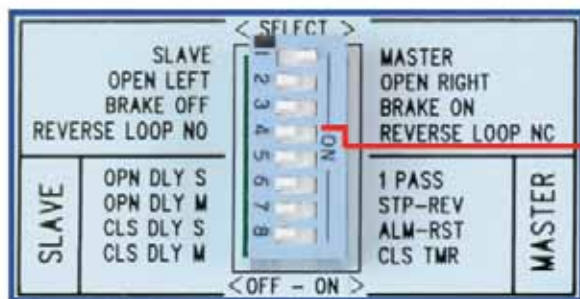 < SELECT >
SLAVE 1 MASTER
OPEN LEFT 2 OPEN RIGHT
BRAKE OFF 3 BRAKE ON
REVERSE LOOP NO 4 REVERSE LOOP NC
ON
SLAVE
OPN DLY S 5 1 PASS
OPN DLY M 6 STP-REV
CLS DLY S 7 ALM-RST
CLS DLY M 8 CLS TMR
MASTER
<OFF - ON >